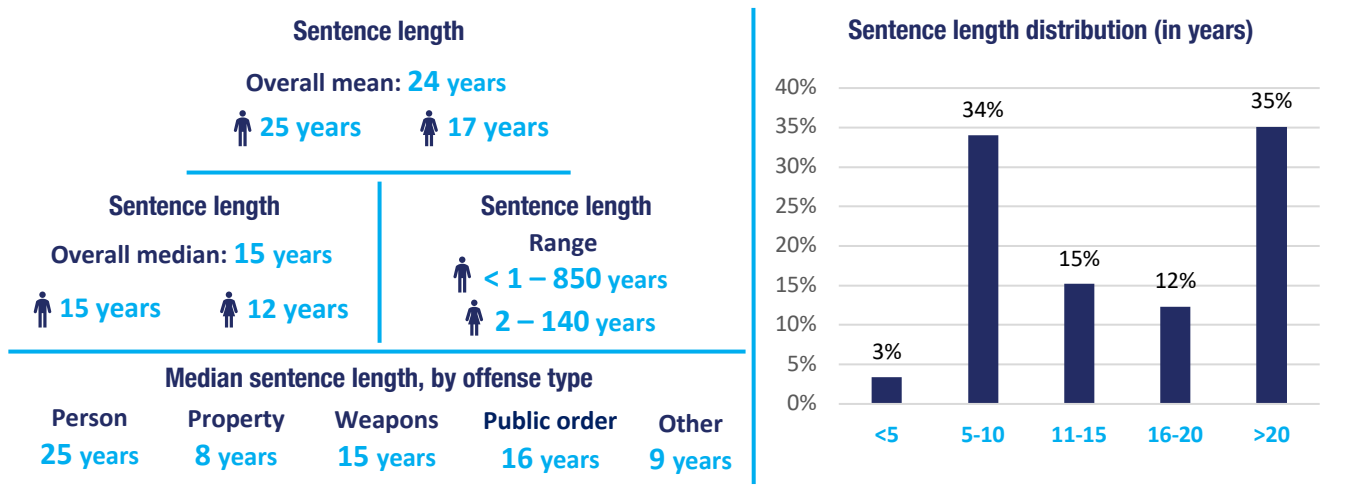 Sentence length
Overall mean: 24 years
25 years 17 years
Sentence length
Overall median: 15 years
15 years 12 years
Sentence length
Range
< 1 – 850 years
2 – 140 years
Median sentence length, by offense type
Person Property Weapons Public order Other
25 years 8 years 15 years 16 years 9 years
Sentence length distribution (in years)
40%
35%
30%
25%
20%
15%
10%
5%
0%
3% 34% 15% 12% 35%
<5 5-10 11-15 16-20 >20